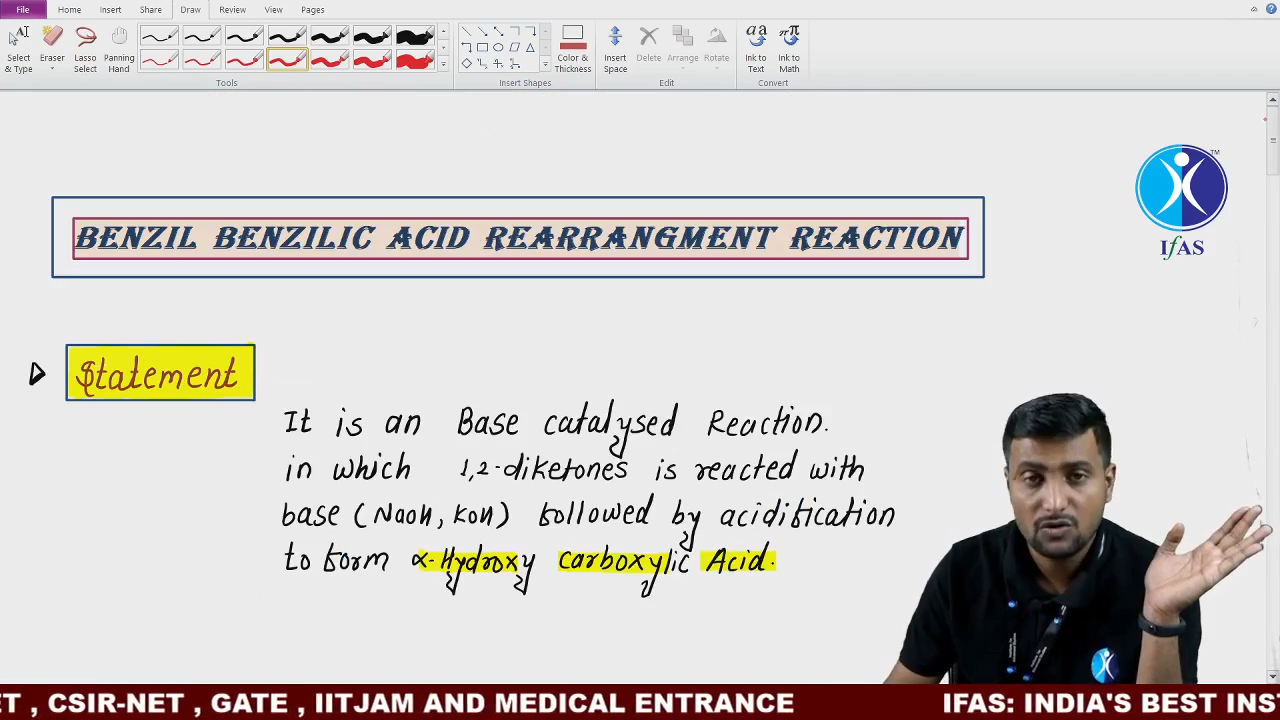 File Home Insert Share Draw Review View Pages
Select & Type Eraser Lasso Select Panning Hand Color & Thickness Insert Space Delete Arrange Rotate Ink to Text Ink to Math
Tools Insert Shapes Edit Convert
BENZIL BENZILIC ACID REARRANGMENT REACTION
IfAS
TM
Statement
It is an Base catalysed Reaction.
in which 1,2-diketones is reacted with
base (NaOH, KOH) followed by acidification
to form α-Hydroxy carboxylic Acid.
ET , CSIR-NET , GATE , IITJAM AND MEDICAL ENTRANCE IFAS: INDIA'S BEST INS